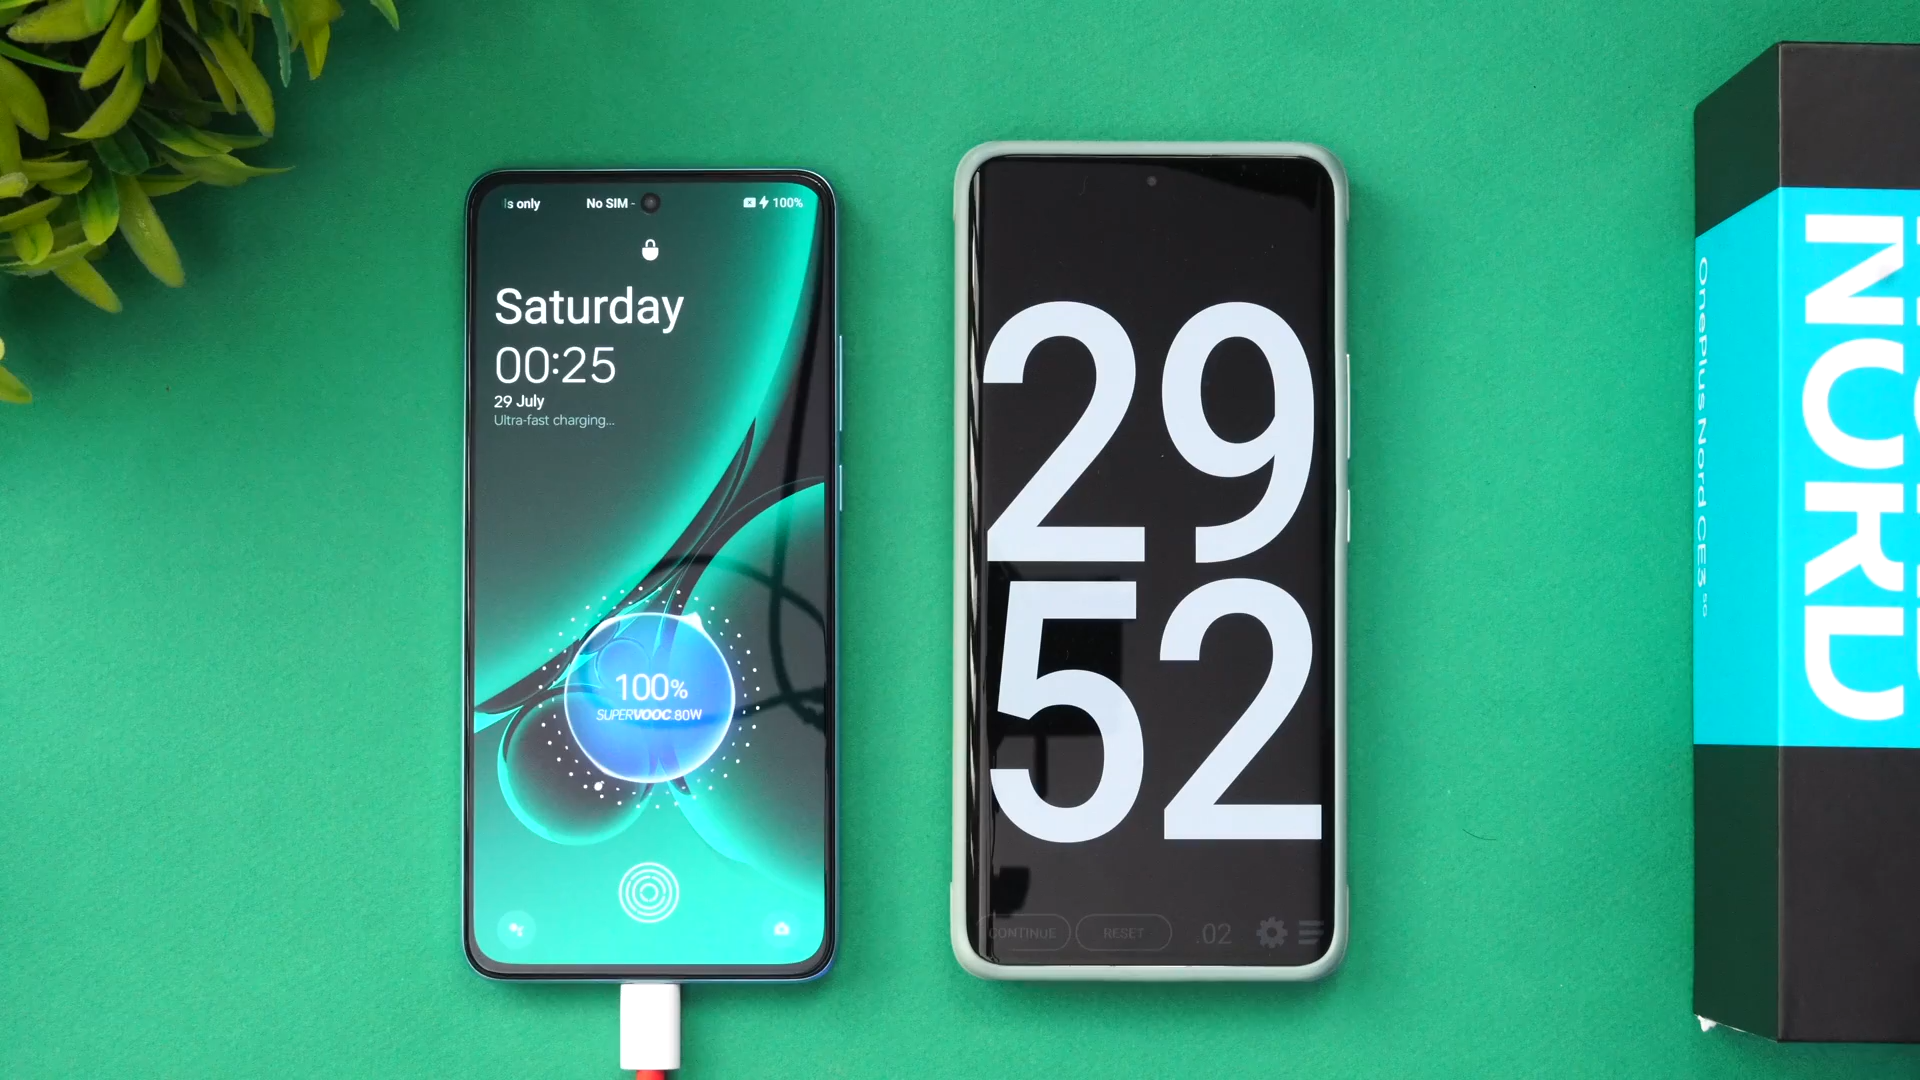 s only
No SIM -
100%
Saturday
00:25
29 July
Ultra-fast charging...
100%
SUPERVOOC 80W
29
52
CONTINUE
RESET
.02
NORD
OnePlus Nord CE3 5G